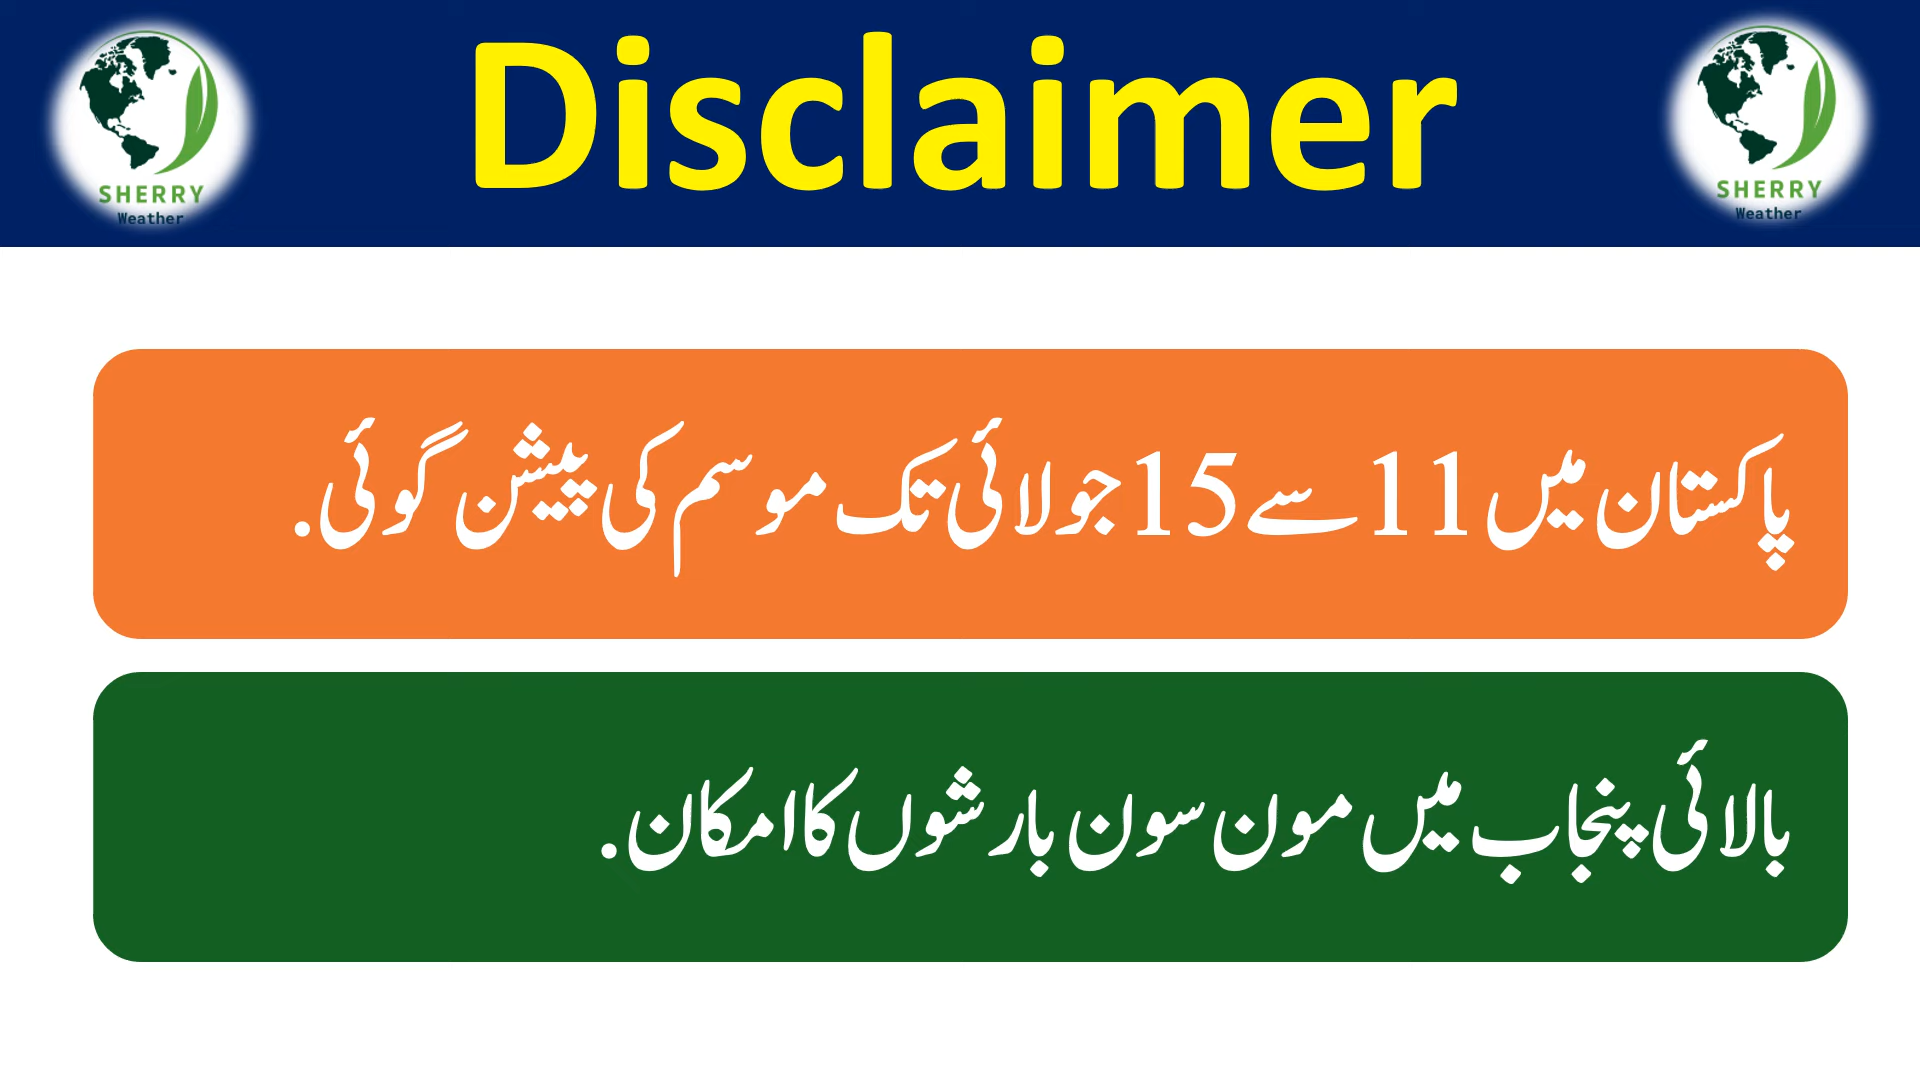 Disclaimer
SHERRY
Weather
SHERRY
Weather
پاکستان میں 11 سے 15 جولائی تک موسم کی پیشن گوئی.
بالائی پنجاب میں مون سون بارشوں کا امکان.